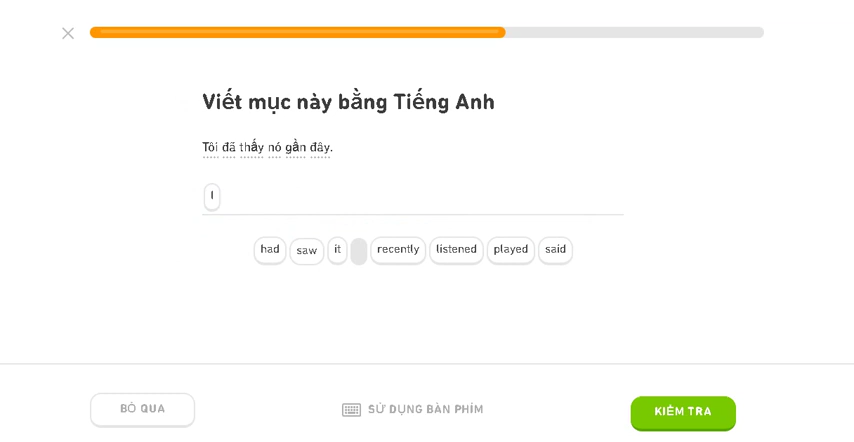 Viết mục này bằng Tiếng Anh
Tôi đã thấy nó gần đây.
I
had saw it recently listened played said
BỎ QUA SỬ DỤNG BÀN PHÍM KIỂM TRA